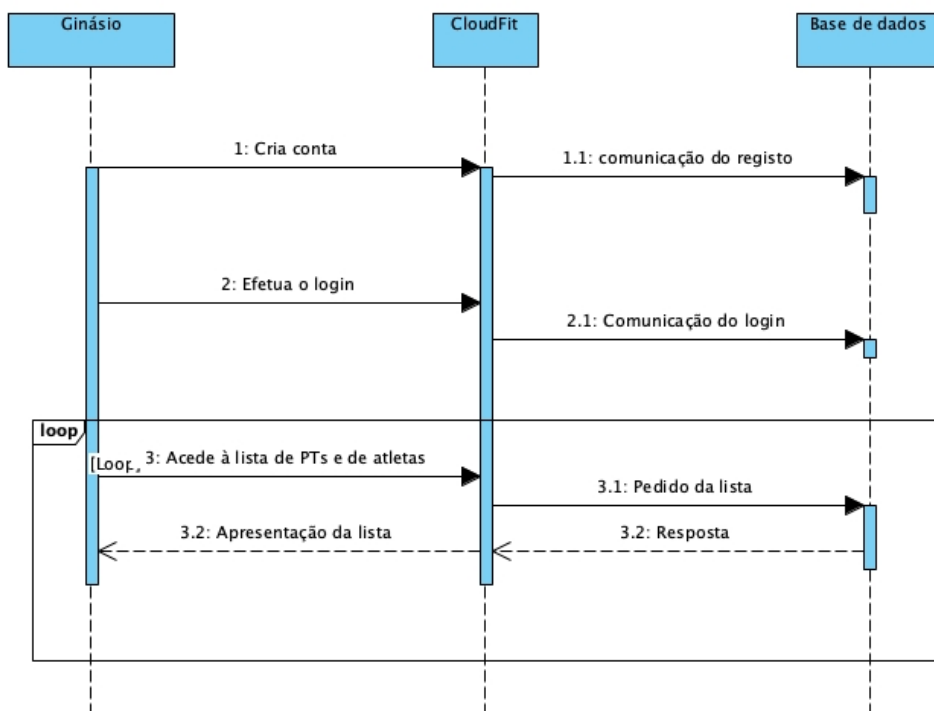 Ginásio
CloudFit
Base de dados
1: Cria conta
1.1: comunicação do registo
2: Efetua o login
2.1: Comunicação do login
loop
[Loop,
3: Acede à lista de PTs e de atletas
3.1: Pedido da lista
3.2: Apresentação da lista
3.2: Resposta